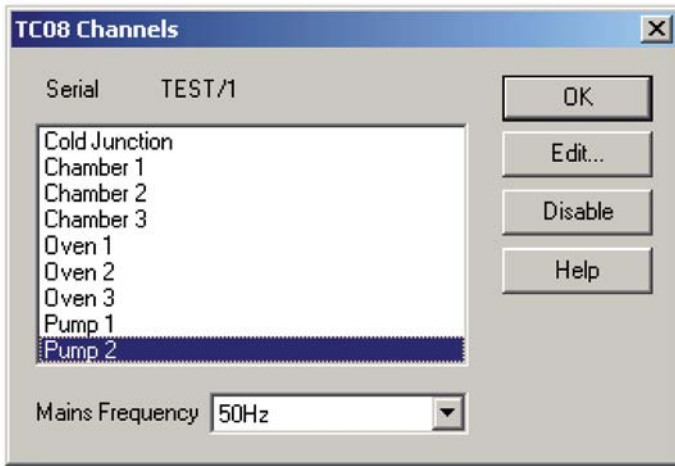 TC08 Channels
Serial TEST/1
Cold Junction
Chamber 1
Chamber 2
Chamber 3
Oven 1
Oven 2
Oven 3
Pump 1
Pump 2
OK
Edit...
Disable
Help
Mains Frequency 50Hz